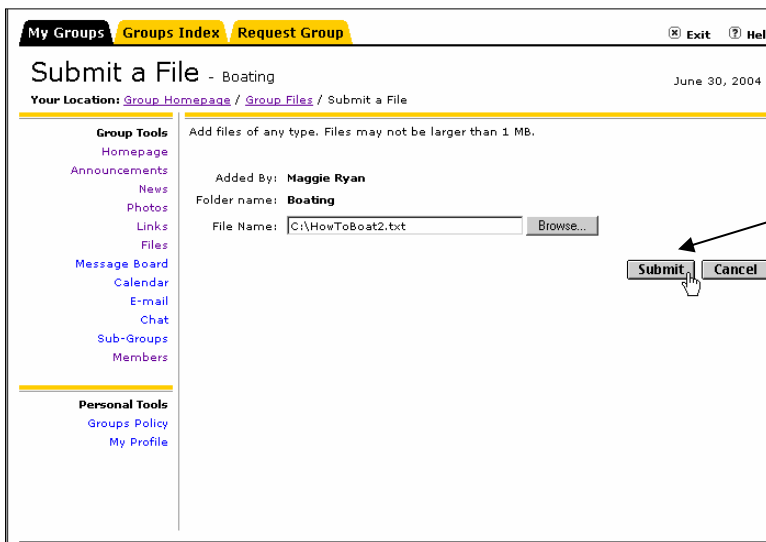 My Groups Groups Index Request Group Exit ? Hel
Submit a File - Boating
June 30, 2004
Your Location: Group Homepage / Group Files / Submit a File
Group Tools
Homepage
Announcements
News
Photos
Links
Files
Message Board
Calendar
E-mail
Chat
Sub-Groups
Members
Personal Tools
Groups Policy
My Profile
Add files of any type. Files may not be larger than 1 MB.
Added By: Maggie Ryan
Folder name: Boating
File Name: C:\HowToBoat2.txt Browse...
Submit Cancel